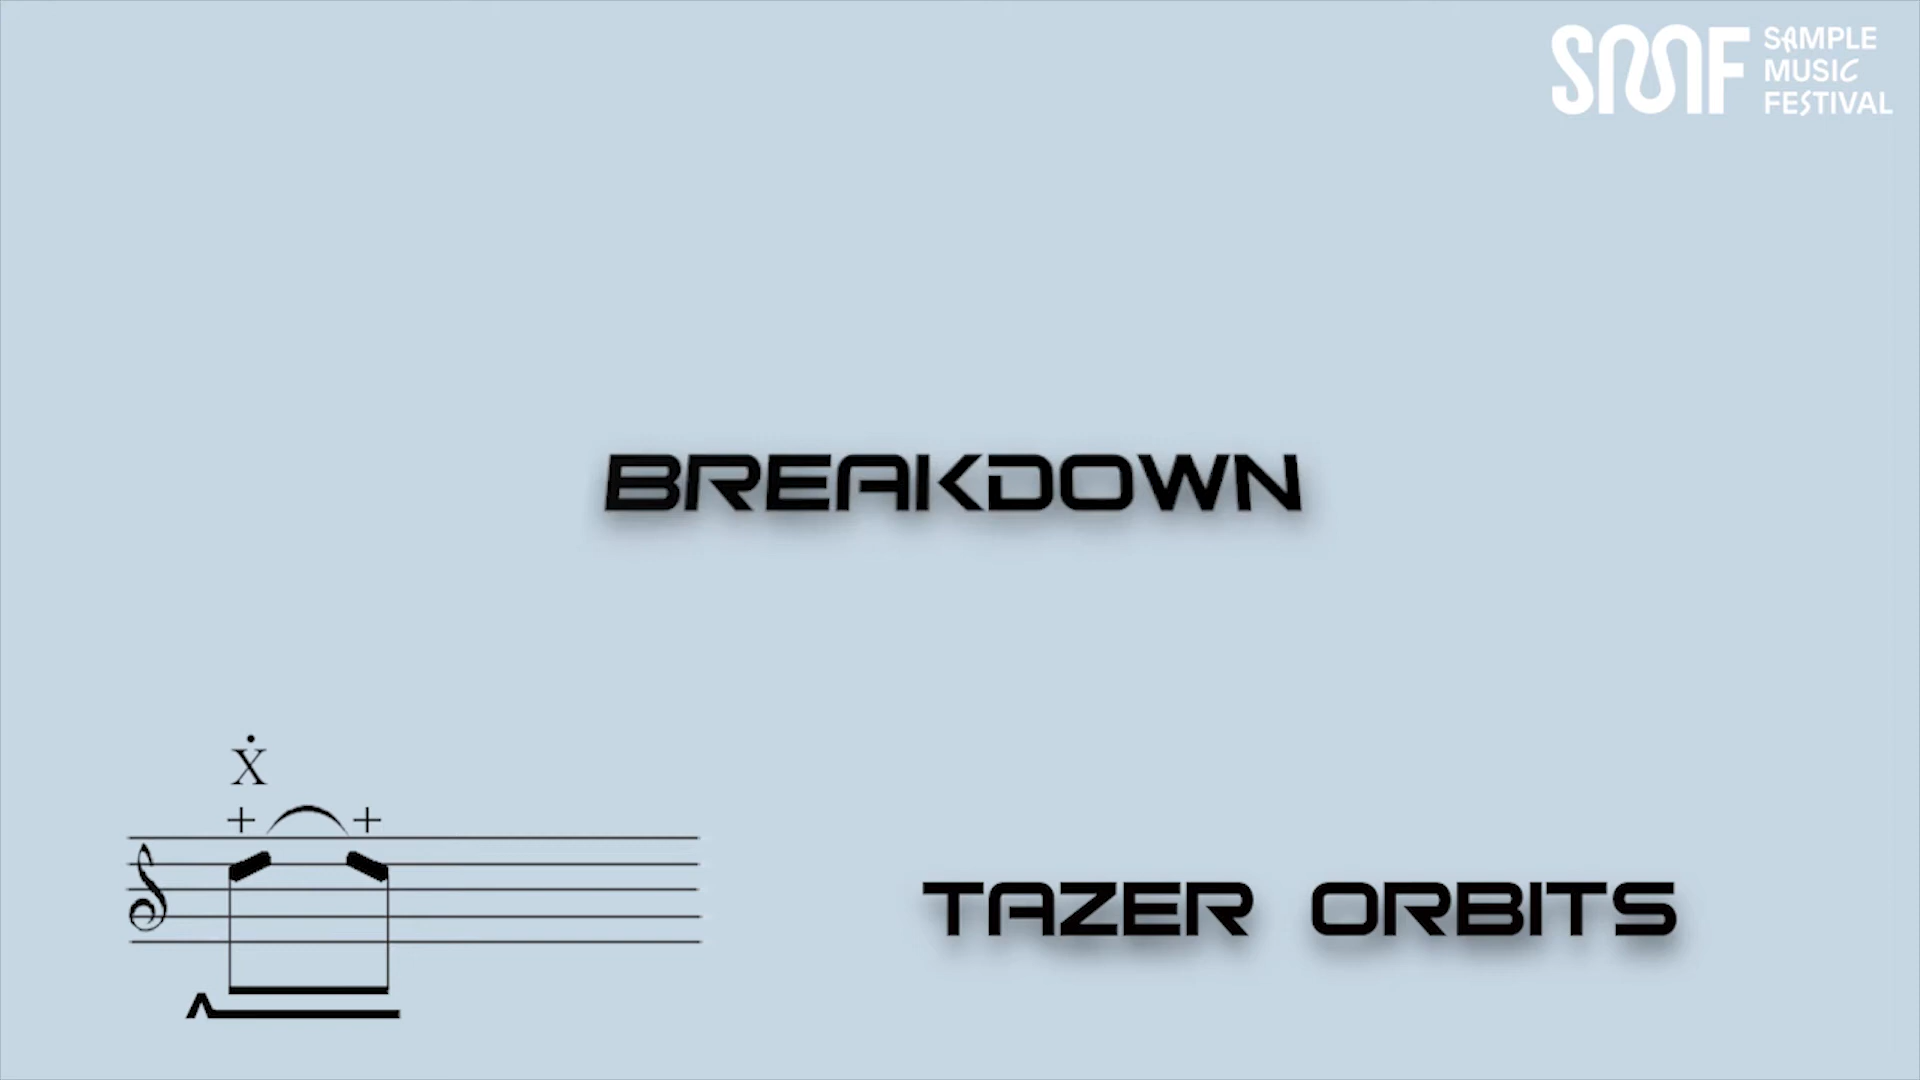 SMF
SAMPLE
MUSIC
FESTIVAL
BREAKDOWN
Ẋ
+ +
TAZER ORBITS